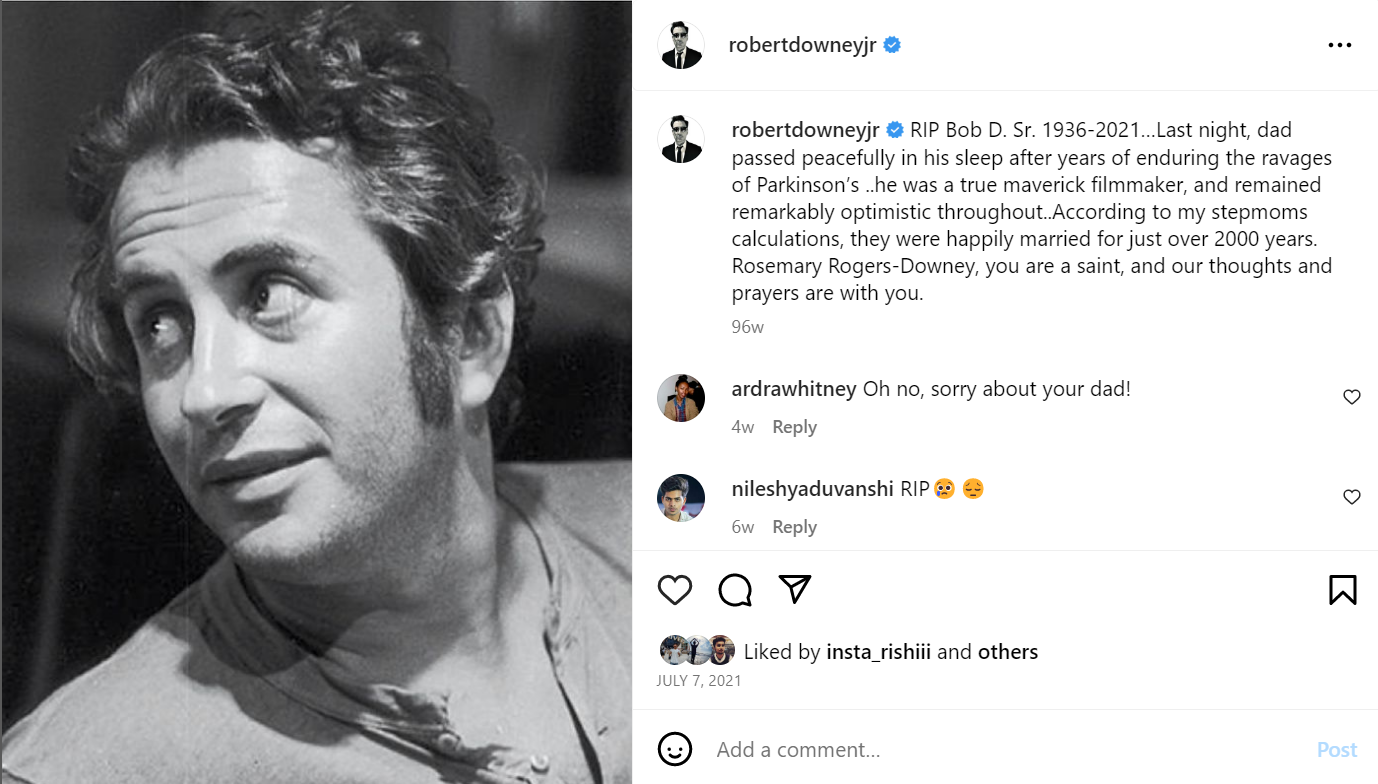 robertdowneyjr
robertdowneyjr RIP Bob D. Sr. 1936-2021...Last night, dad
passed peacefully in his sleep after years of enduring the ravages
of Parkinson’s ..he was a true maverick filmmaker, and remained
remarkably optimistic throughout..According to my stepmoms
calculations, they were happily married for just over 2000 years.
Rosemary Rogers-Downey, you are a saint, and our thoughts and
prayers are with you.
96w
ardrawhitney Oh no, sorry about your dad!
4w Reply
nileshyaduvanshi RIP😢😔
6w Reply
Liked by insta_rishiii and others
JULY 7, 2021
Add a comment...
Post